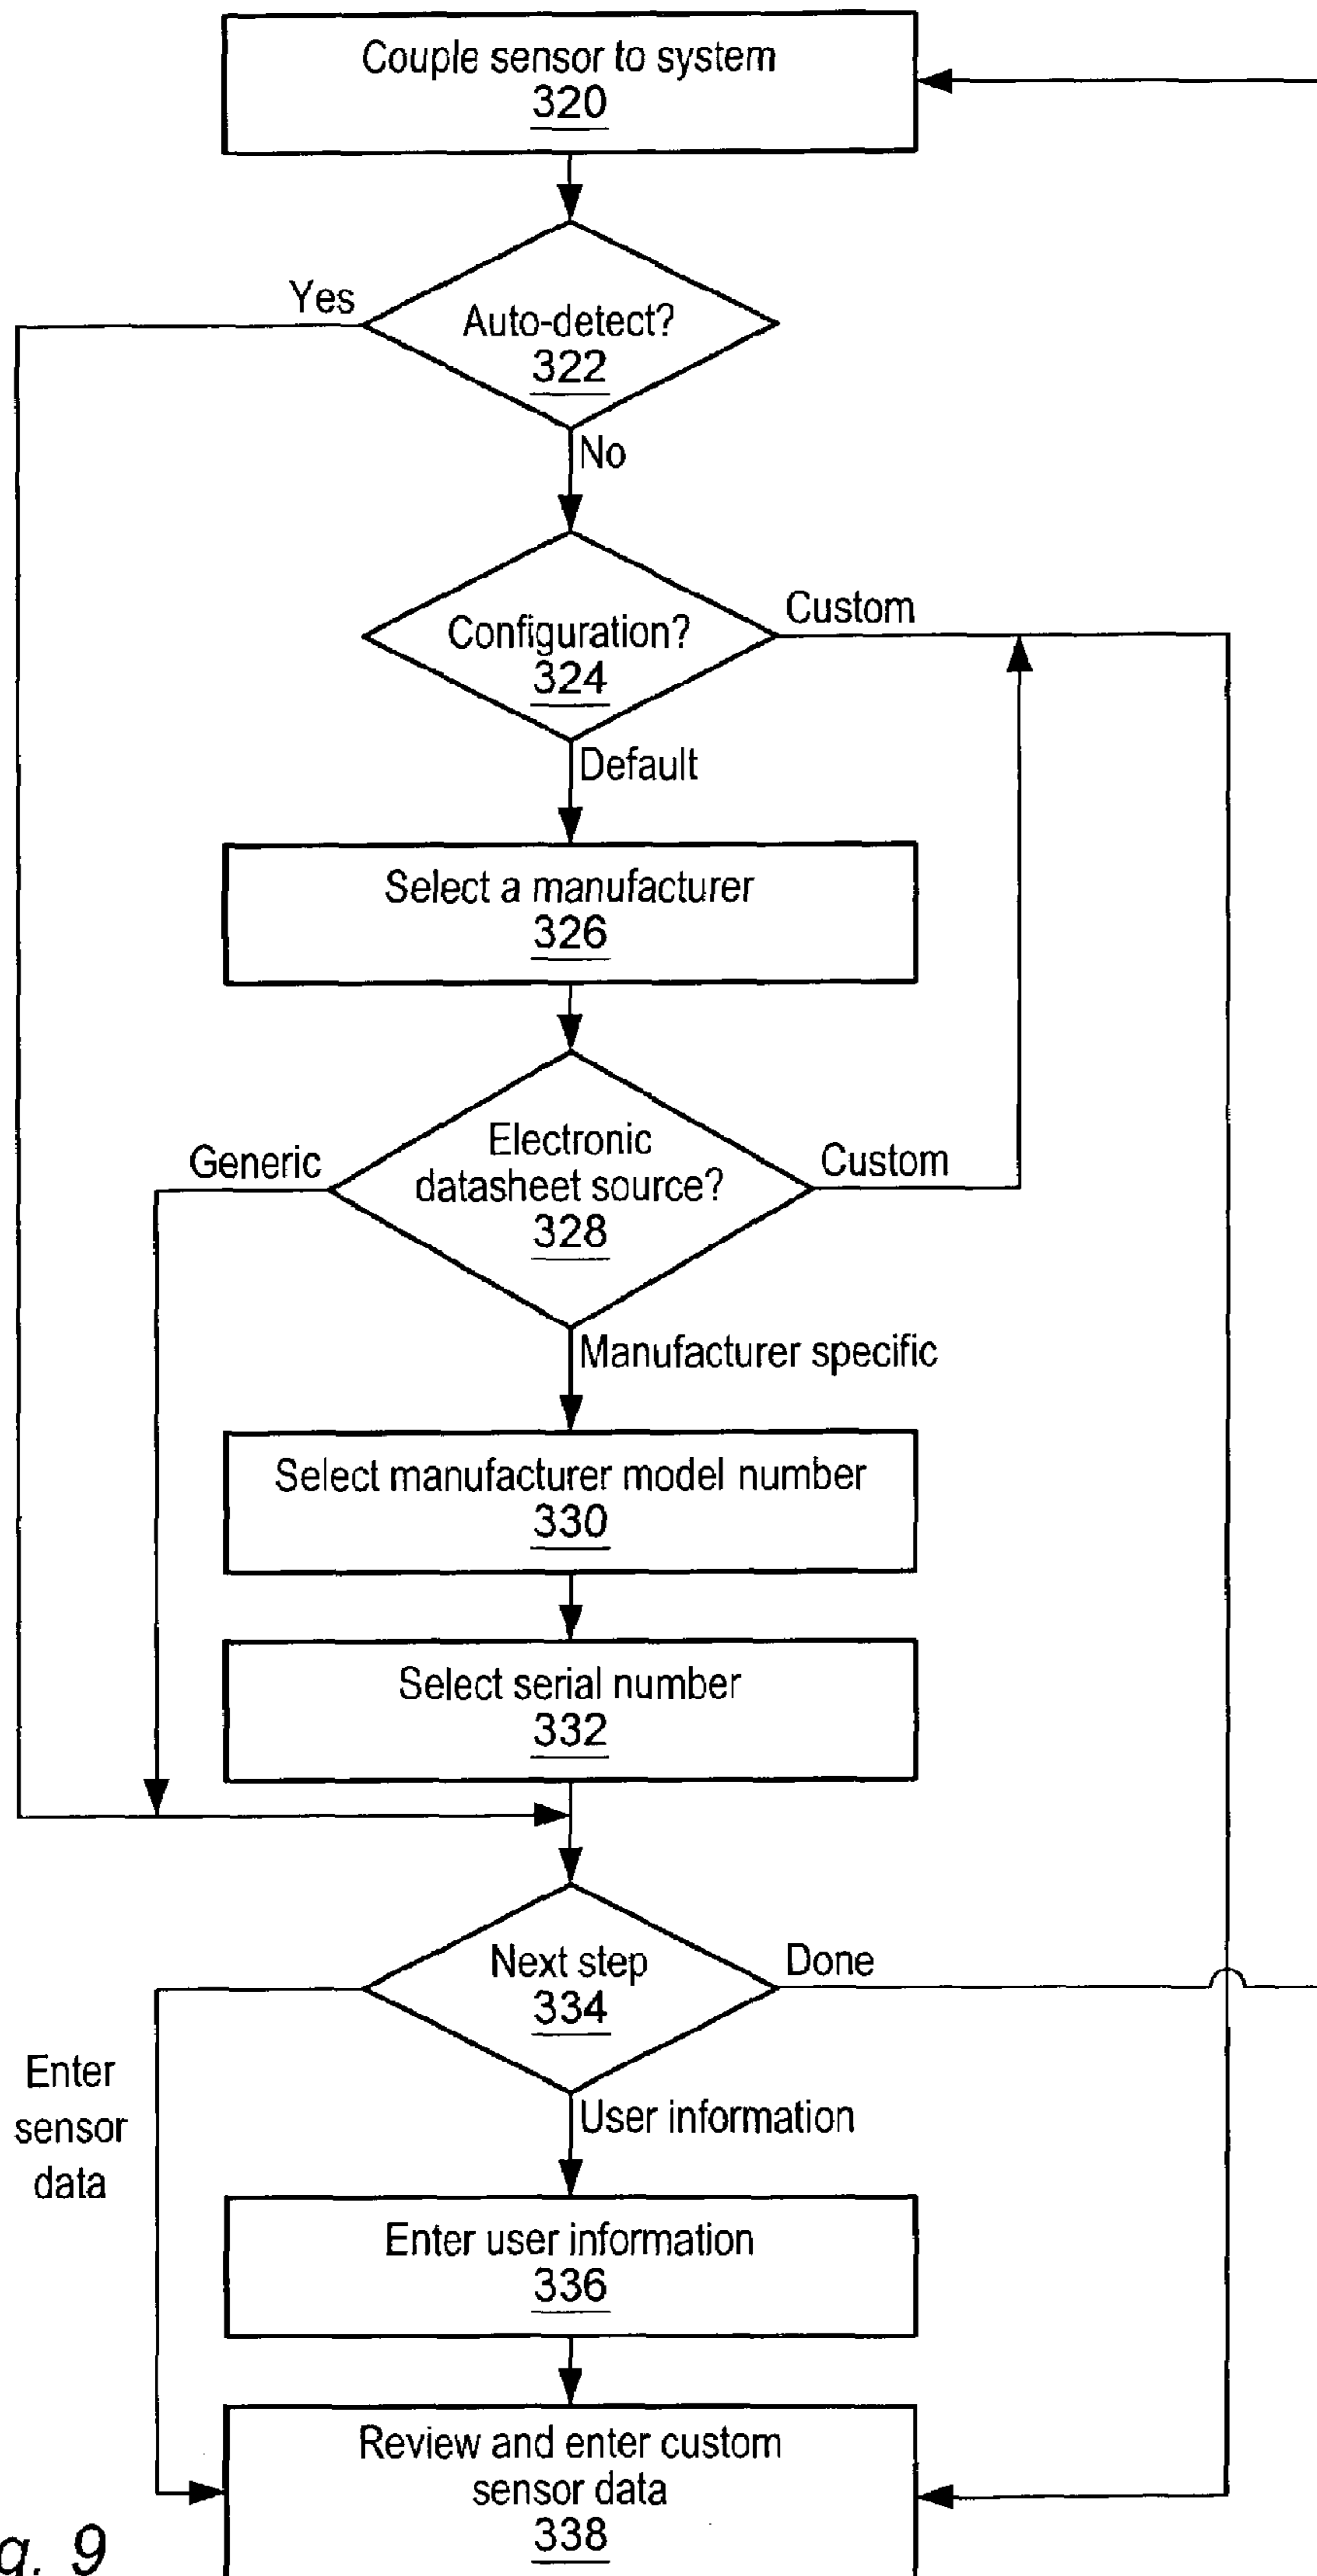 Couple sensor to system
320
Yes
Auto-detect?
322
No
Configuration?
324
Custom
Default
Select a manufacturer
326
Generic
Electronic
datasheet source?
328
Custom
Manufacturer specific
Select manufacturer model number
330
Select serial number
332
Next step
334
Done
Enter
sensor
data
User information
Enter user information
336
Review and enter custom
sensor data
338
g. 9